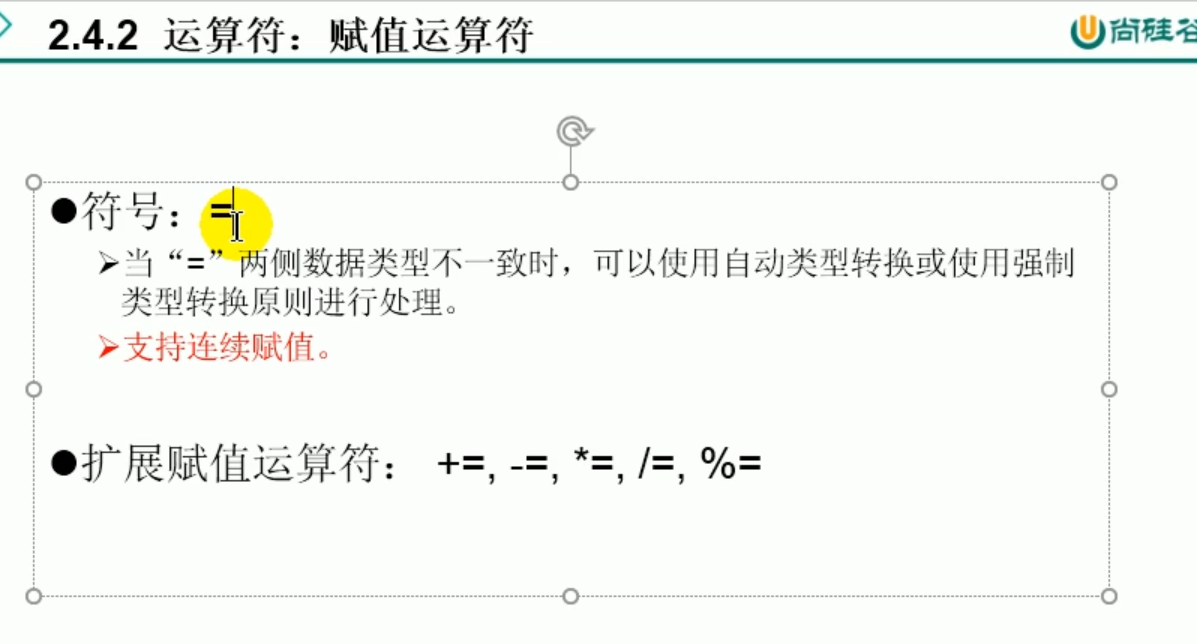 2.4.2 运算符：赋值运算符
尚硅谷
●符号：=
➢当“=”两侧数据类型不一致时，可以使用自动类型转换或使用强制
类型转换原则进行处理。
➢支持连续赋值。
●扩展赋值运算符： +=, -=, *=, /=, %=